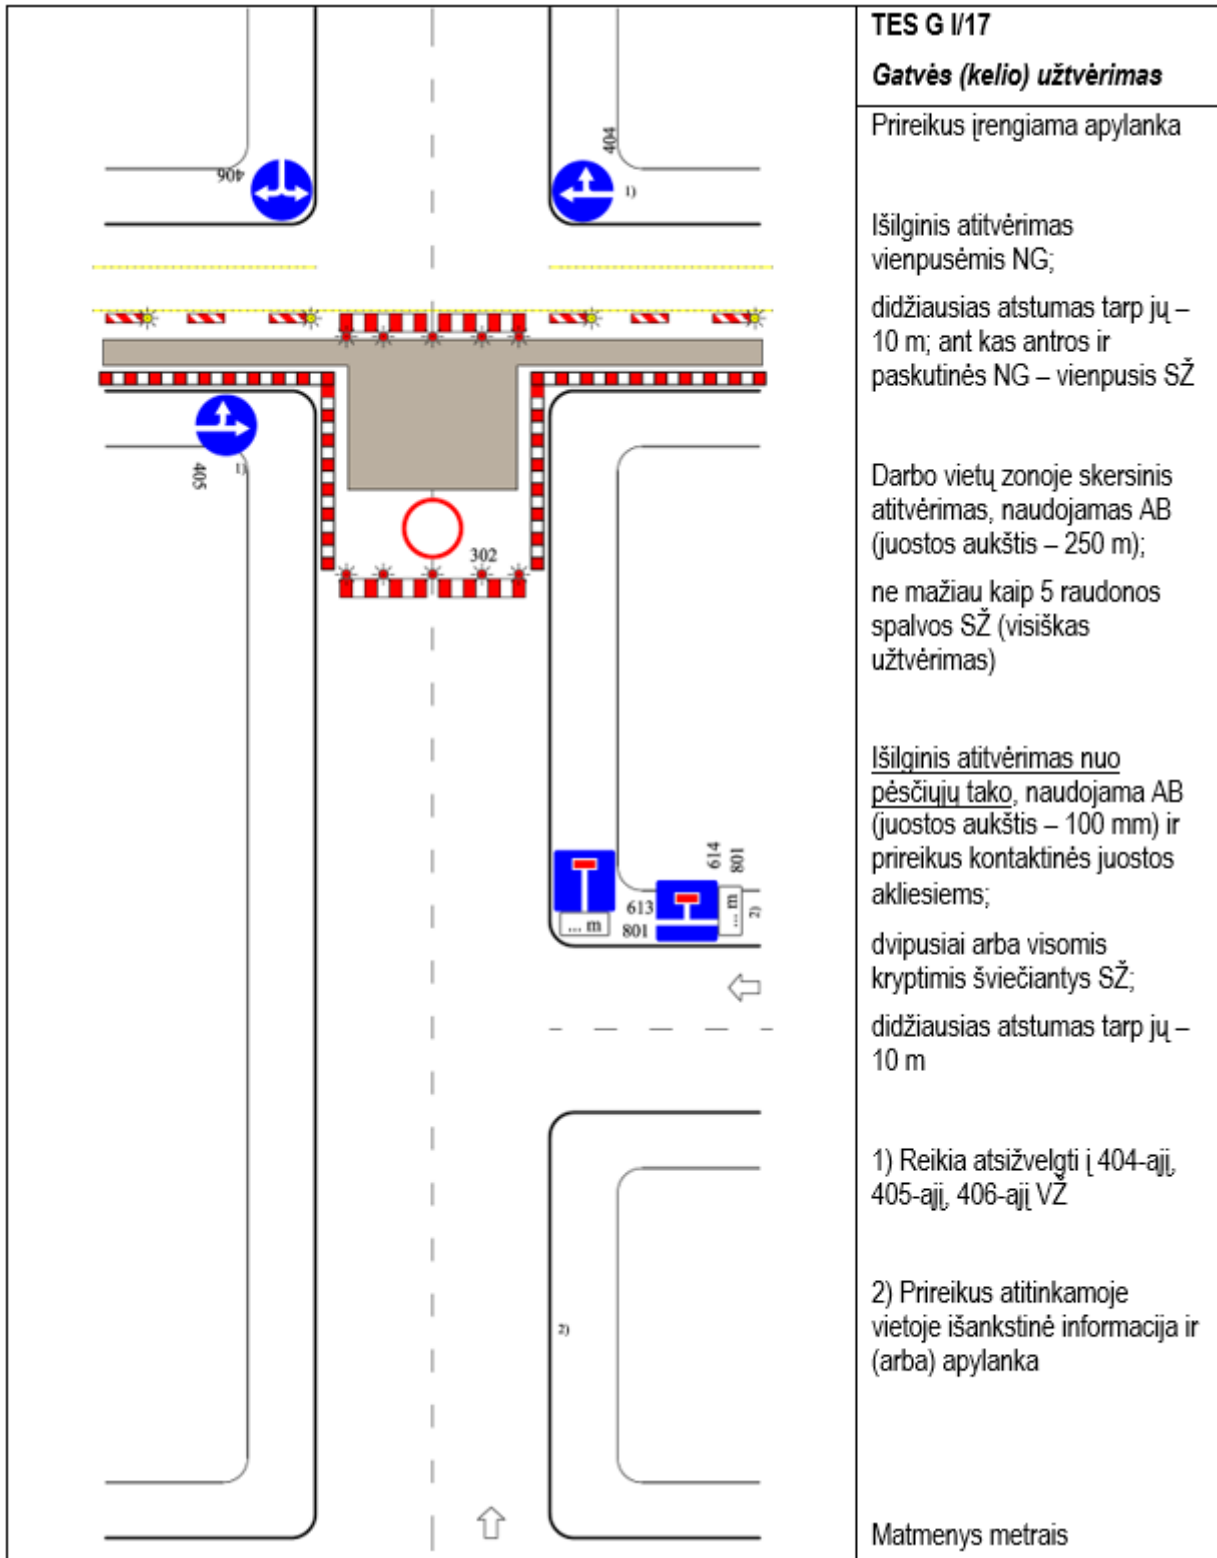 TES G I/17
Gatvės (kelio) užtvėrimas
Prireikus įrengiama apylanka
Išilginis atitvėrimas
vienpusėmis NG;
didžiausias atstumas tarp jų –
10 m; ant kas antros ir
paskutinės NG – vienpusis SŽ
Darbo vietų zonoje skersinis
atitvėrimas, naudojamas AB
(juostos aukštis – 250 m);
ne mažiau kaip 5 raudonos
spalvos SŽ (visiškas
užtvėrimas)
Išilginis atitvėrimas nuo
pėsčiųjų tako, naudojama AB
(juostos aukštis – 100 mm) ir
prireikus kontaktinės juostos
akliesiems;
dvipusiai arba visomis
kryptimis šviečiantys SŽ;
didžiausias atstumas tarp jų –
10 m
1) Reikia atsižvelgti į 404-ąjį,
405-ąjį, 406-ąjį VŽ
2) Prireikus atitinkamoje
vietoje išankstinė informacija ir
(arba) apylanka
Matmenys metrais
406
404
1)
405
1)
302
614
801
613
801
... m
... m
2)
2)